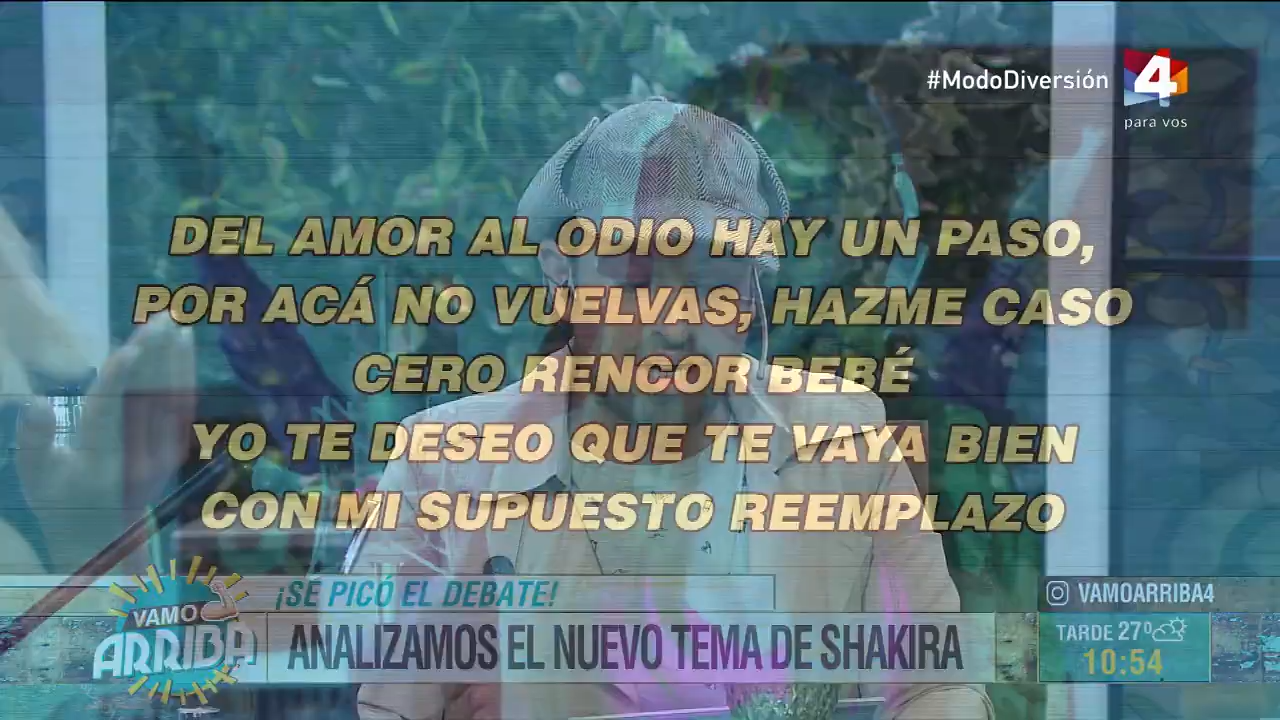 #ModoDiversión
4
para vos
DEL AMOR AL ODIO HAY UN PASO,
POR ACÁ NO VUELVAS, HAZME CASO
CERO RENCOR BEBÉ
YO TE DESEO QUE TE VAYA BIEN
CON MI SUPUESTO REEMPLAZO
¡SE PICÓ EL DEBATE!
VAMOARRIBA4
VAMO
ARRIBA
ANALIZAMOS EL NUEVO TEMA DE SHAKIRA
TARDE 27º
10:54